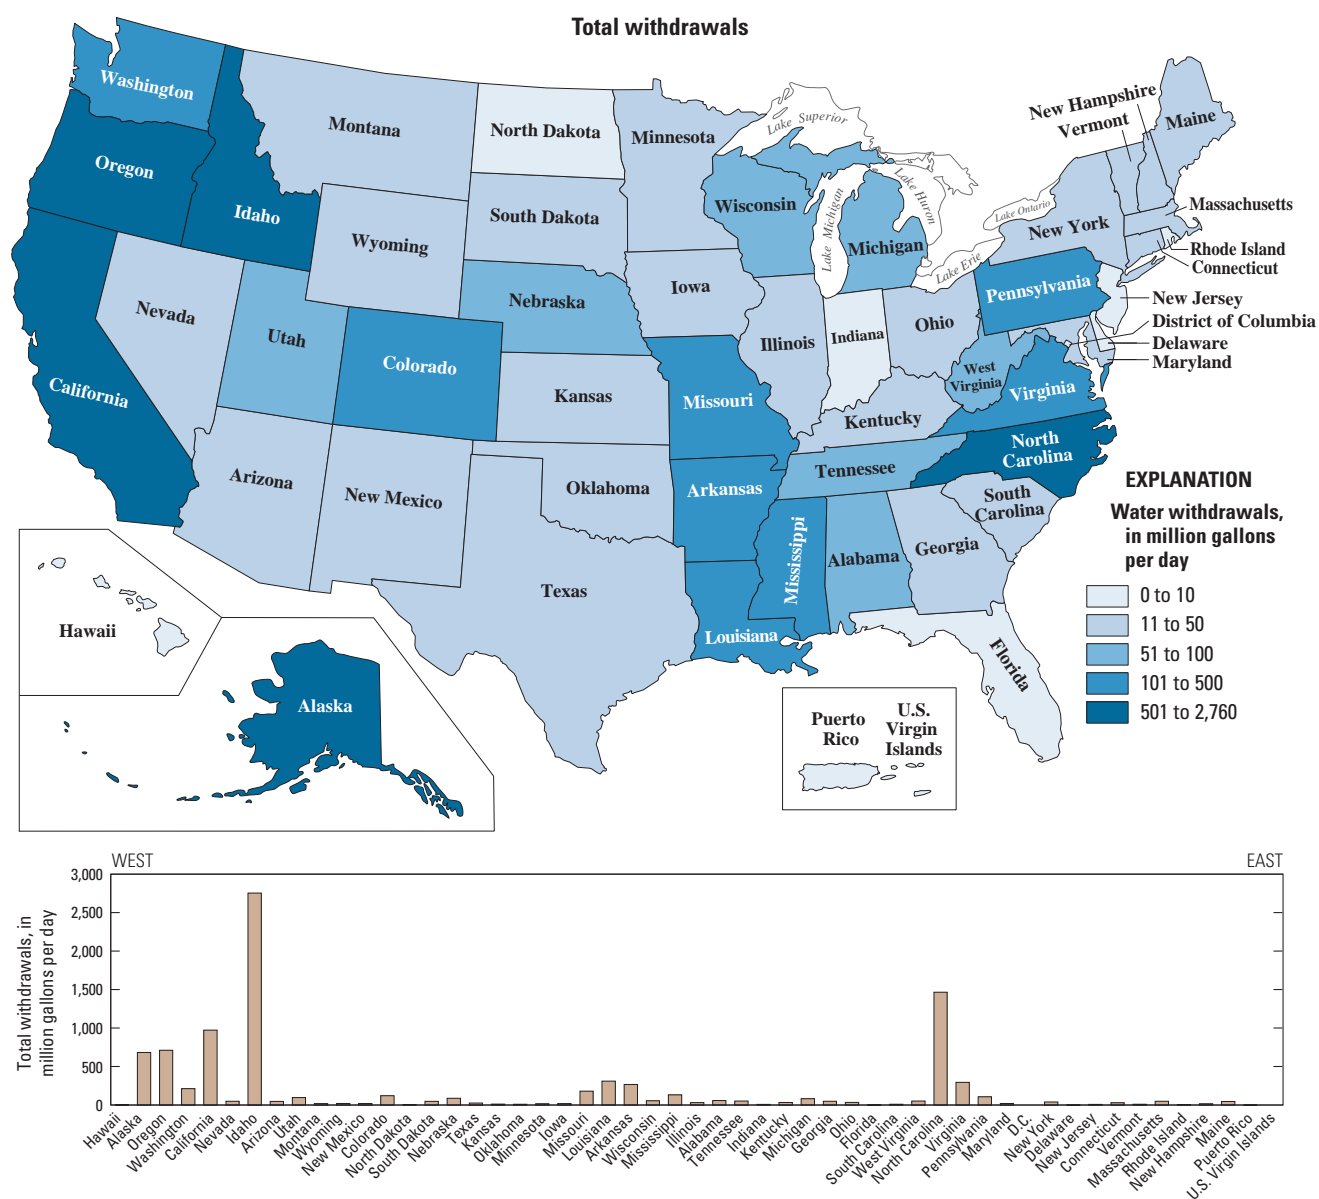 Total withdrawals
Washington
Oregon
Idaho
Montana
North Dakota
Minnesota
Lake Superior
New Hampshire
Vermont
Maine
South Dakota
Wyoming
Wisconsin
Lake Michigan
Michigan
Lake Huron
Lake Ontario
New York
Massachusetts
Rhode Island
Connecticut
Lake Erie
Pennsylvania
New Jersey
District of Columbia
Delaware
Maryland
California
Nevada
Utah
Colorado
Nebraska
Iowa
Illinois
Indiana
Ohio
Kansas
Missouri
Kentucky
West
Virginia
Virginia
Arizona
New Mexico
Oklahoma
Arkansas
Tennessee
North
Carolina
South
Carolina
Texas
Louisiana
Mississippi
Alabama
Georgia
Florida
Hawaii
Alaska
Puerto
Rico
U.S.
Virgin
Islands
EXPLANATION
Water withdrawals,
in million gallons
per day
0 to 10
11 to 50
51 to 100
101 to 500
501 to 2,760
WEST
EAST
Total withdrawals, in
million gallons per day
3,000
2,500
2,000
1,500
1,000
500
0
Hawaii
Alaska
Oregon
Washington
California
Nevada
Idaho
Arizona
Utah
Montana
Wyoming
New Mexico
Colorado
North Dakota
South Dakota
Nebraska
Texas
Kansas
Oklahoma
Minnesota
Iowa
Missouri
Louisiana
Arkansas
Wisconsin
Mississippi
Illinois
Alabama
Tennessee
Indiana
Kentucky
Michigan
Georgia
Ohio
Florida
South Carolina
West Virginia
North Carolina
Virginia
Pennsylvania
Maryland
D.C.
New York
Delaware
New Jersey
Connecticut
Vermont
Massachusetts
Rhode Island
New Hampshire
Maine
Puerto Rico
U.S. Virgin Islands